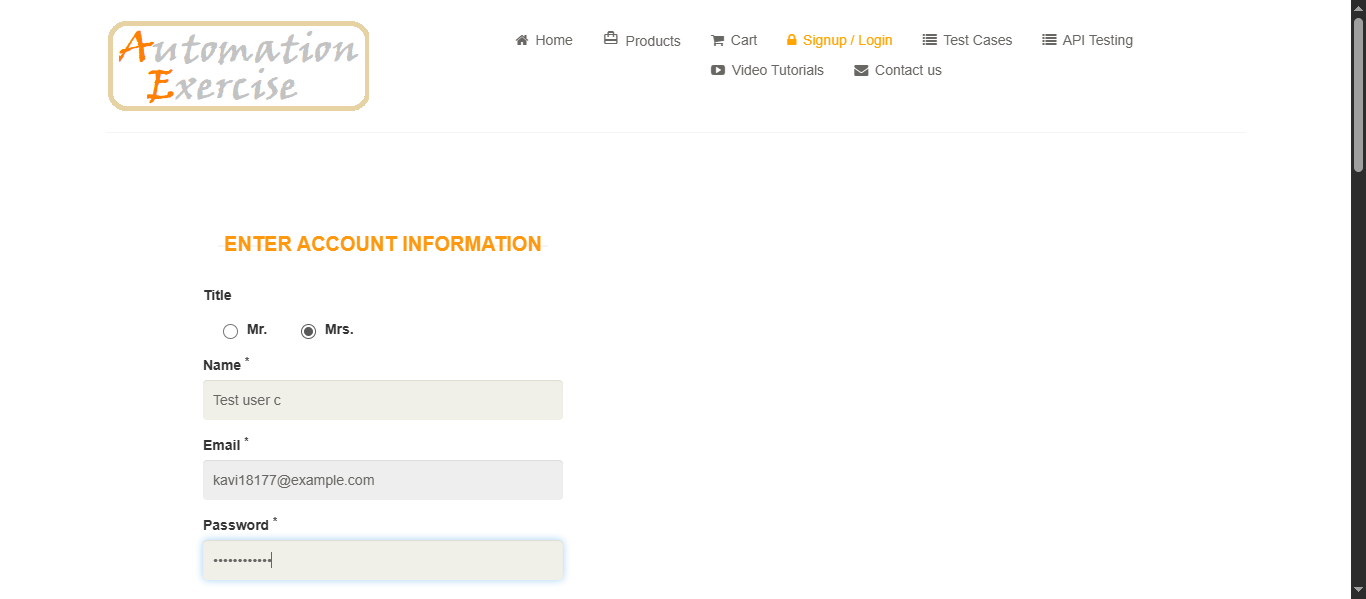 Automation
Exercise
Home Products Cart Signup / Login Test Cases API Testing
Video Tutorials Contact us
ENTER ACCOUNT INFORMATION
Title
Mr. Mrs.
Name *
Test user c
Email *
kavi18177@example.com
Password *
••••••••••••